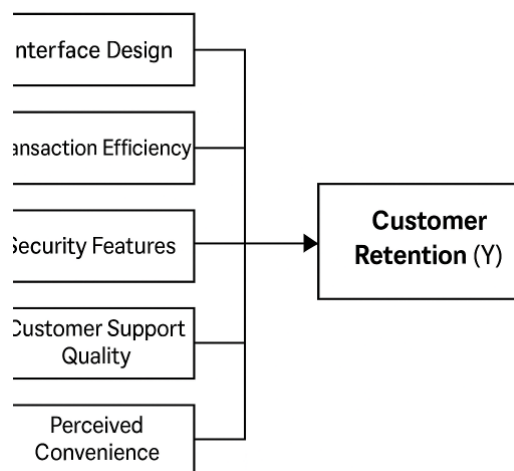 nterface Design
ansaction Efficiency
Security Features
Customer Support
Quality
Perceived
Convenience
Customer
Retention (Y)